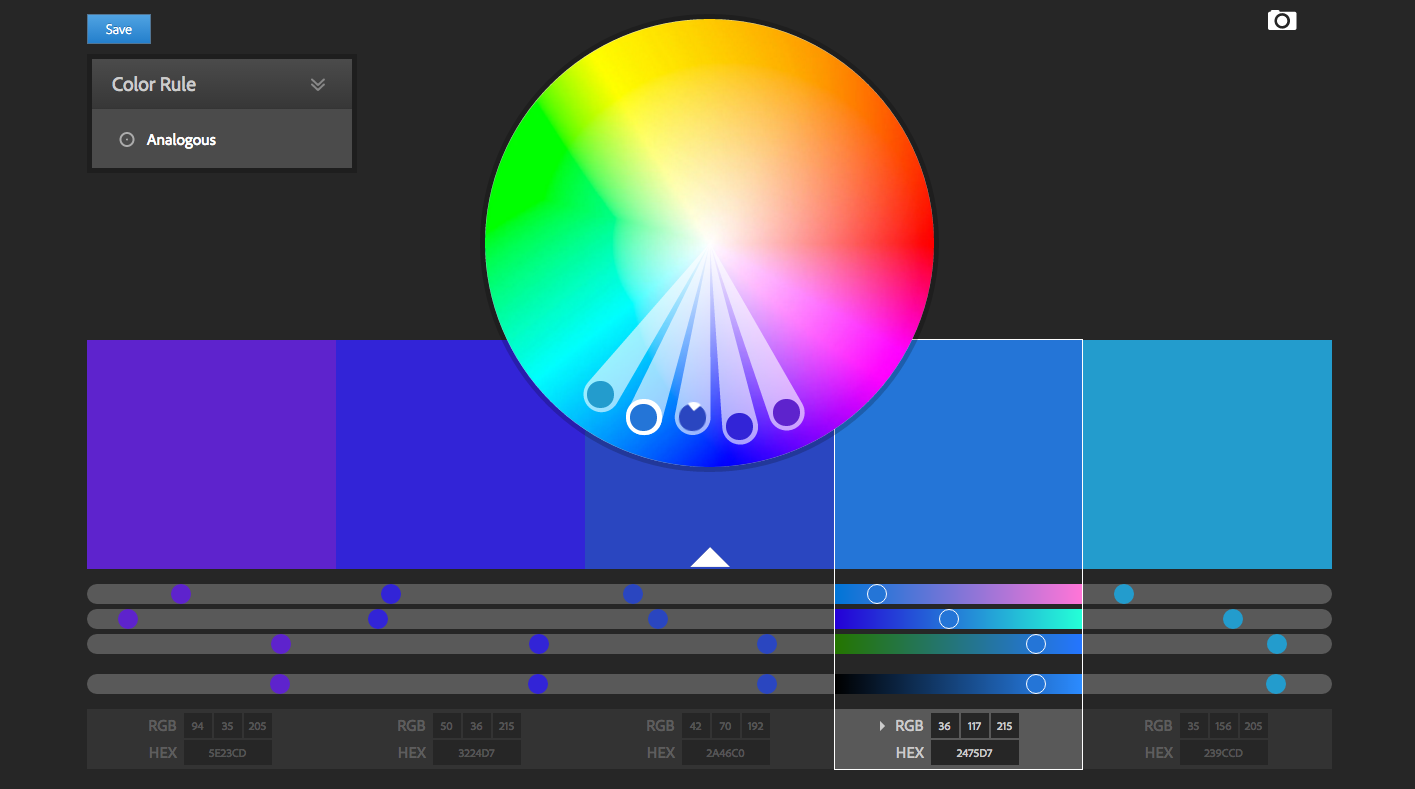 Save
Color Rule
Analogous
RGB 94 35 205 RGB 50 36 215 RGB 42 70 192 RGB 36 117 215 RGB 35 156 205
HEX 5E23CD HEX 3224D7 HEX 2A46C0 HEX 2475D7 HEX 239CCD